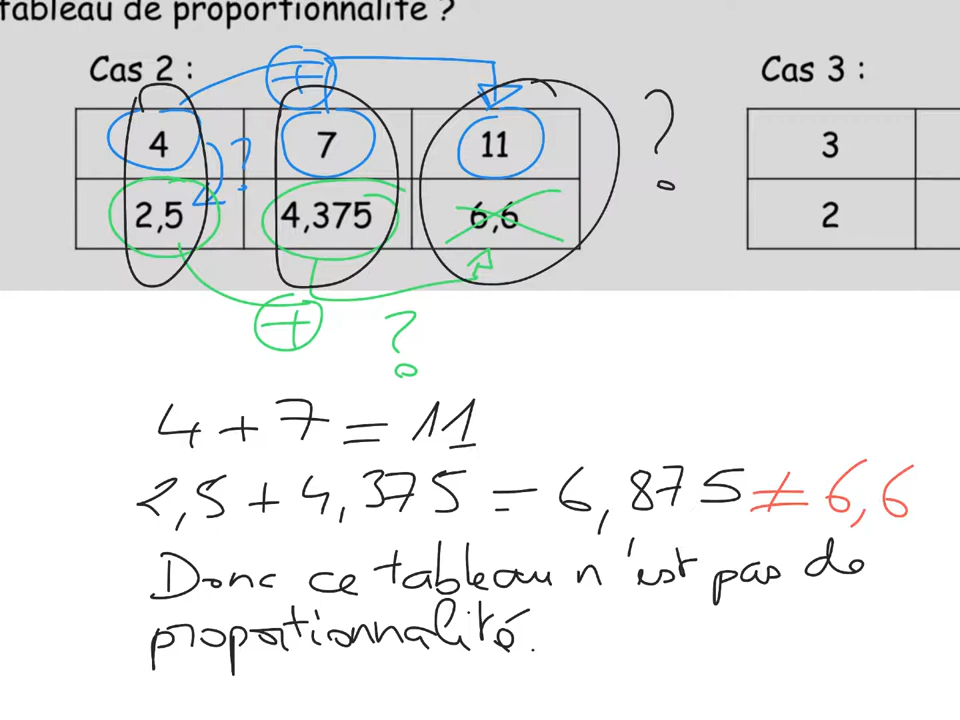 tableau de proportionnalité ?
Cas 2 :
Cas 3 :
4 7 11
2,5 4,375 6,6
3
2
+
?
?
+
?
4 + 7 = 11
2,5 + 4,375 = 6,875 ≠ 6,6
Donc ce tableau n'est pas de
proportionnalité.